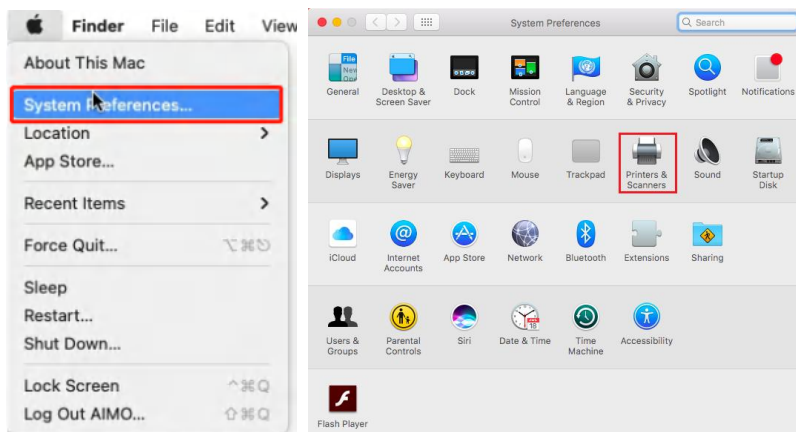 Finder File Edit View
About This Mac
System Preferences...
Location
App Store...
Recent Items
Force Quit...
Sleep
Restart...
Shut Down...
Lock Screen ^⌘Q
Log Out AIMO... ⇧⌘Q
System Preferences
Search
File
New
General
Desktop &
Screen Saver
Dock
Mission
Control
Language
& Region
Security
& Privacy
Spotlight
Notifications
Displays
Energy
Saver
Keyboard
Mouse
Trackpad
Printers &
Scanners
Sound
Startup
Disk
iCloud
Internet
Accounts
App Store
Network
Bluetooth
Extensions
Sharing
Users &
Groups
Parental
Controls
Siri
18
Date & Time
Time
Machine
Accessibility
Flash Player